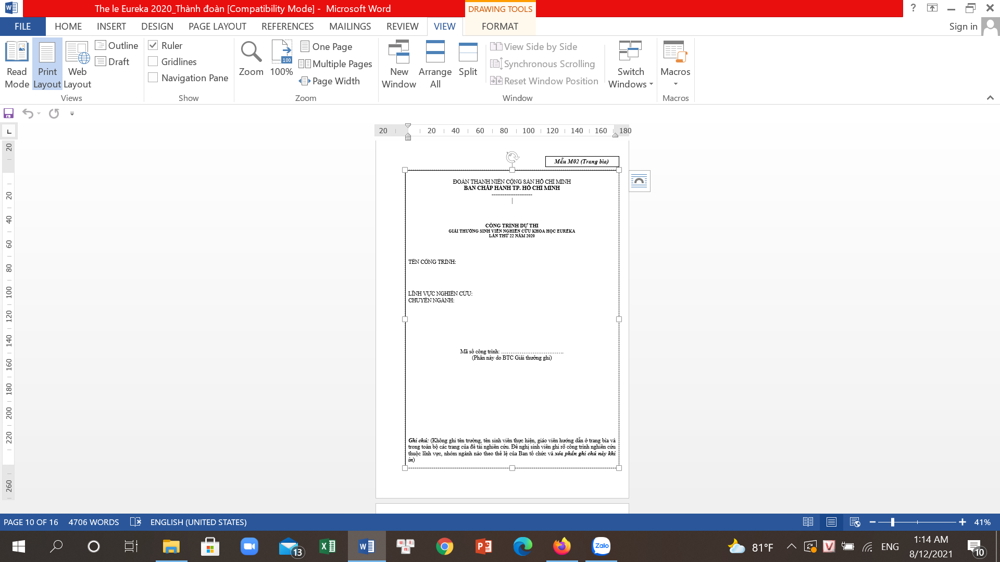 The le Eureka 2020_Thành đoàn [Compatibility Mode] - Microsoft Word
DRAWING TOOLS
FILE HOME INSERT DESIGN PAGE LAYOUT REFERENCES MAILINGS REVIEW VIEW FORMAT Sign in
Read Mode
Print Layout
Web Layout
Outline
Draft
Views
Ruler
Gridlines
Navigation Pane
Show
Zoom
100%
100
One Page
Multiple Pages
Page Width
Zoom
New Window
Arrange All
Split
View Side by Side
Synchronous Scrolling
Reset Window Position
Window
Switch Windows
Macros
Macros
20 20 40 60 80 100 120 140 160 180
20
20
40
60
80
100
120
140
160
180
200
220
260
Mẫu M02 (Trang bìa)
ĐOÀN THANH NIÊN CỘNG SẢN HỒ CHÍ MINH
BAN CHẤP HÀNH TP. HỒ CHÍ MINH
----------------------
CÔNG TRÌNH DỰ THI
GIẢI THƯỞNG SINH VIÊN NGHIÊN CỨU KHOA HỌC EURÉKA
LẦN THỨ 22 NĂM 2020
TÊN CÔNG TRÌNH:
LĨNH VỰC NGHIÊN CỨU:
CHUYÊN NGÀNH:
Mã số công trình: …………………………….
(Phần này do BTC Giải thưởng ghi)
Ghi chú: (Không ghi tên trường, tên sinh viên thực hiện, giáo viên hướng dẫn ở trang bìa và
trong toàn bộ các trang của đề tài nghiên cứu. Đề nghị sinh viên ghi rõ công trình nghiên cứu
thuộc lĩnh vực, nhóm ngành nào theo thể lệ của Ban tổ chức và xóa phần ghi chú này khi
in)
PAGE 10 OF 16 4706 WORDS ENGLISH (UNITED STATES) 41%
13
Zalo
81°F
ENG
1:14 AM
8/12/2021
10